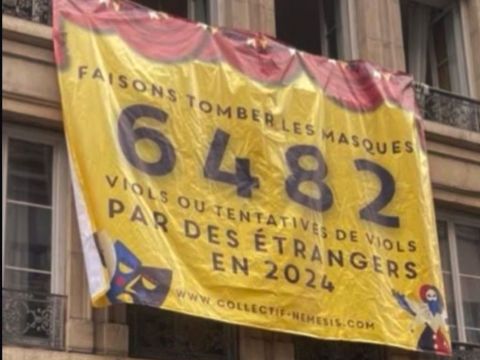 FAISONS TOMBER LES MASQUES
6482
VIOLS OU TENTATIVES DE VIOLS
PAR DES ÉTRANGERS
EN 2024
WWW.COLLECTIF-NEMESIS.COM